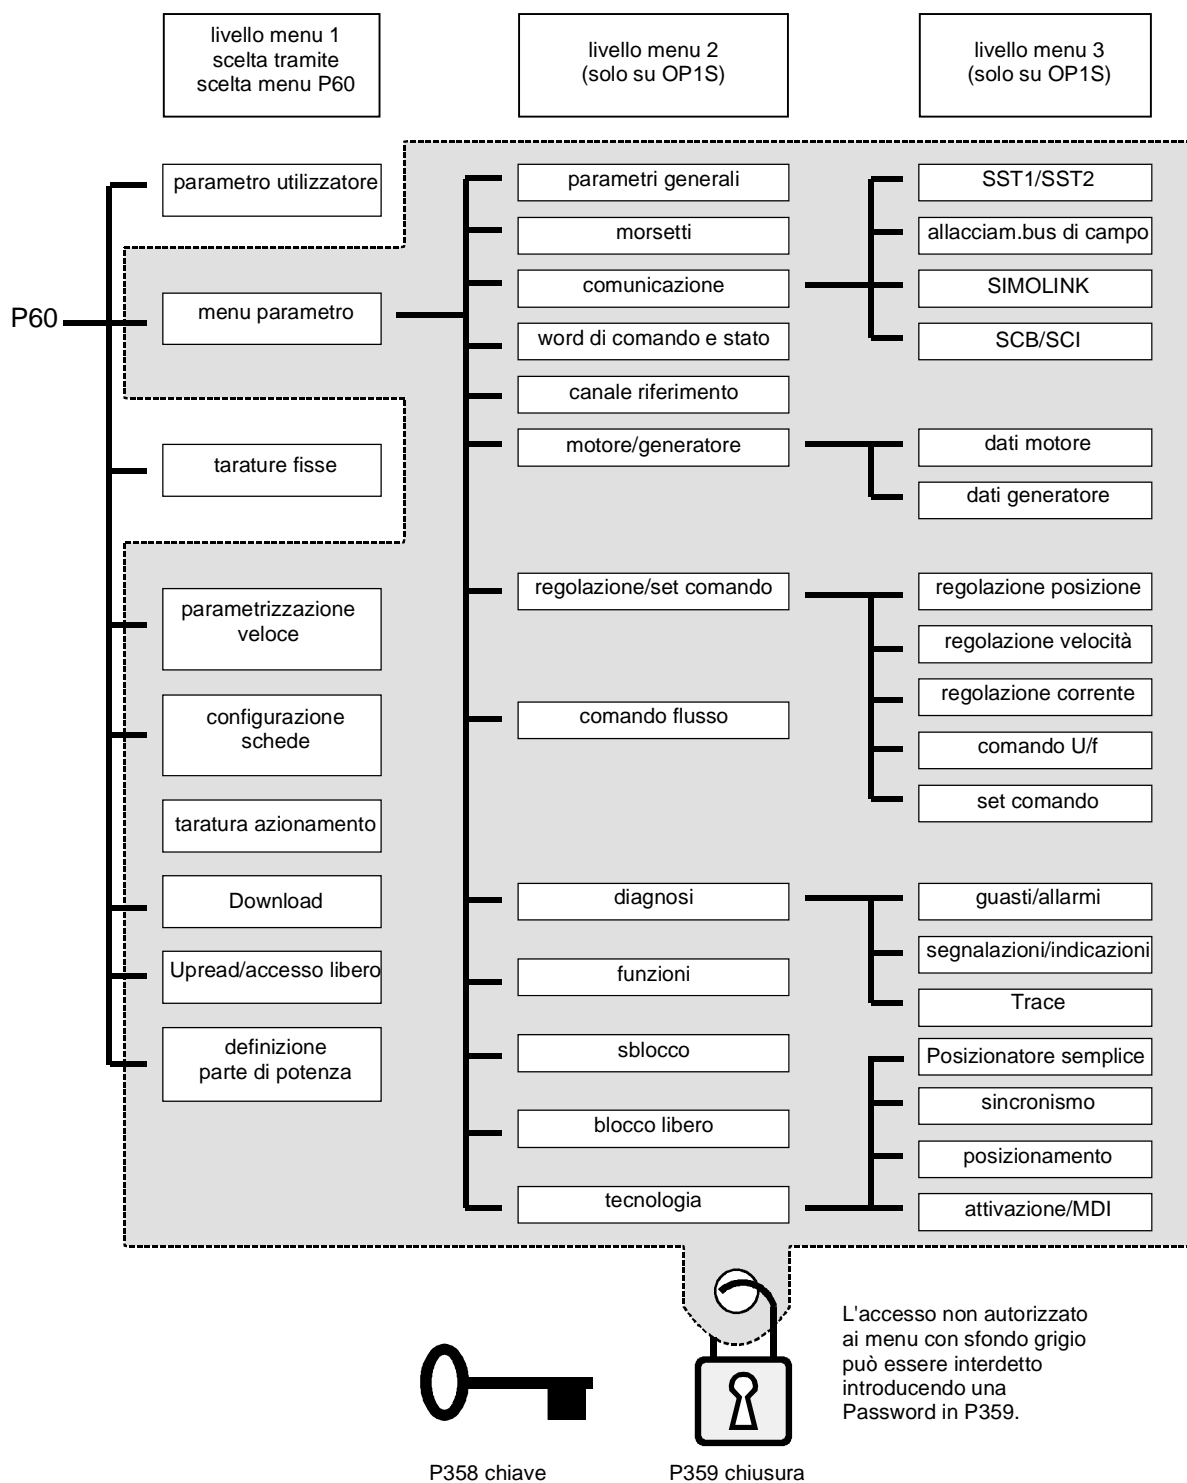 livello menu 1
scelta tramite
scelta menu P60
livello menu 2
(solo su OP1S)
livello menu 3
(solo su OP1S)
P60
parametro utilizzatore
menu parametro
tarature fisse
parametrizzazione
veloce
configurazione
schede
taratura azionamento
Download
Upread/accesso libero
definizione
parte di potenza
parametri generali
morsetti
comunicazione
word di comando e stato
canale riferimento
motore/generatore
regolazione/set comando
comando flusso
diagnosi
funzioni
sblocco
blocco libero
tecnologia
SST1/SST2
allacciam.bus di campo
SIMOLINK
SCB/SCI
dati motore
dati generatore
regolazione posizione
regolazione velocità
regolazione corrente
comando U/f
set comando
guasti/allarmi
segnalazioni/indicazioni
Trace
Posizionatore semplice
sincronismo
posizionamento
attivazione/MDI
L'accesso non autorizzato
ai menu con sfondo grigio
può essere interdetto
introducendo una
Password in P359.
P358 chiave
P359 chiusura